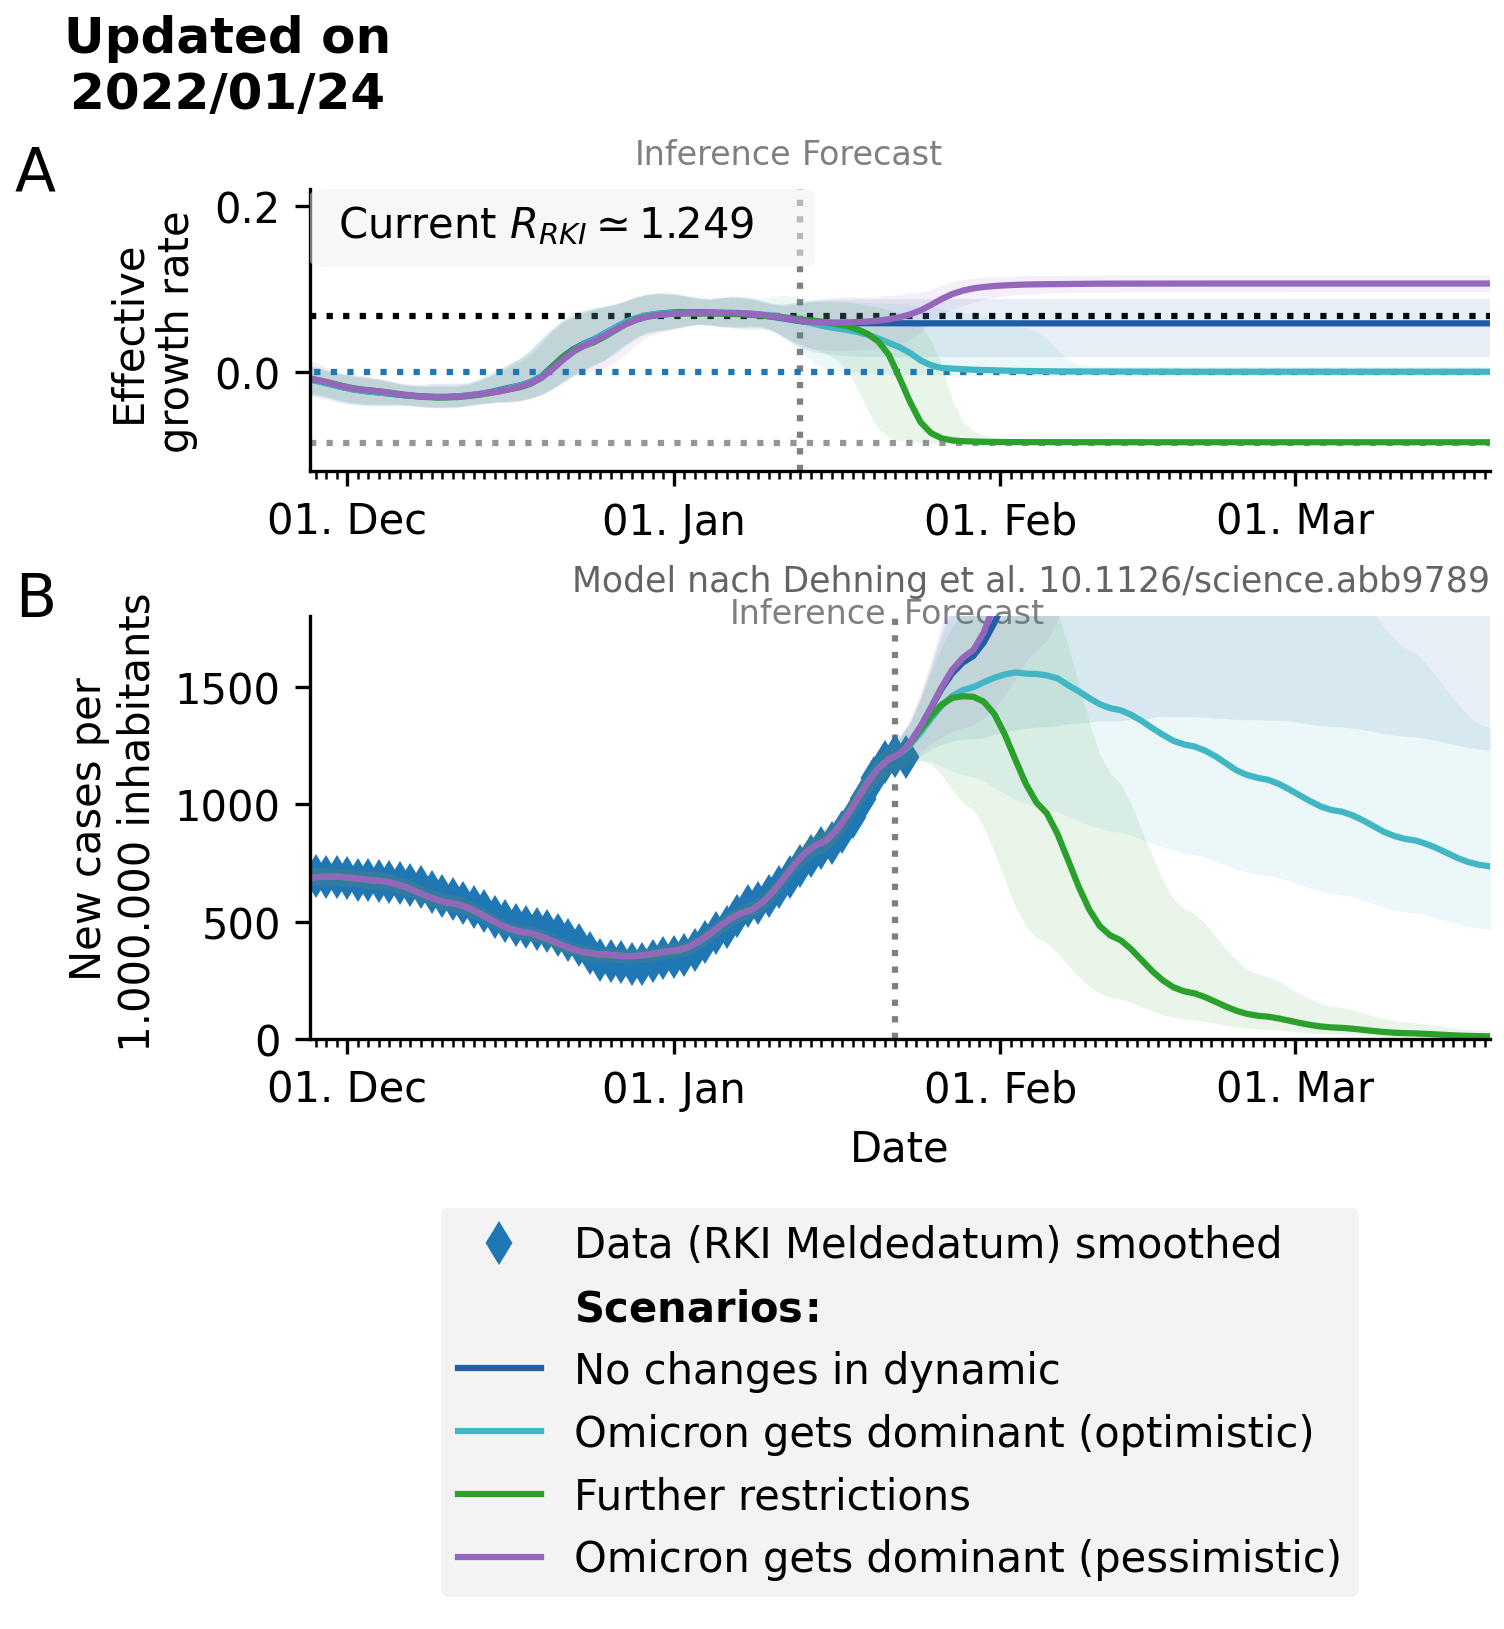 Updated on
2022/01/24
A
Inference Forecast
Current R_RKI ≃ 1.249
Effective
growth rate
0.2
0.0
01. Dec
01. Jan
01. Feb
01. Mar
B
Model nach Dehning et al. 10.1126/science.abb9789
Inference Forecast
New cases per
1.000.000 inhabitants
1500
1000
500
0
01. Dec
01. Jan
01. Feb
01. Mar
Date
Data (RKI Meldedatum) smoothed
Scenarios:
No changes in dynamic
Omicron gets dominant (optimistic)
Further restrictions
Omicron gets dominant (pessimistic)